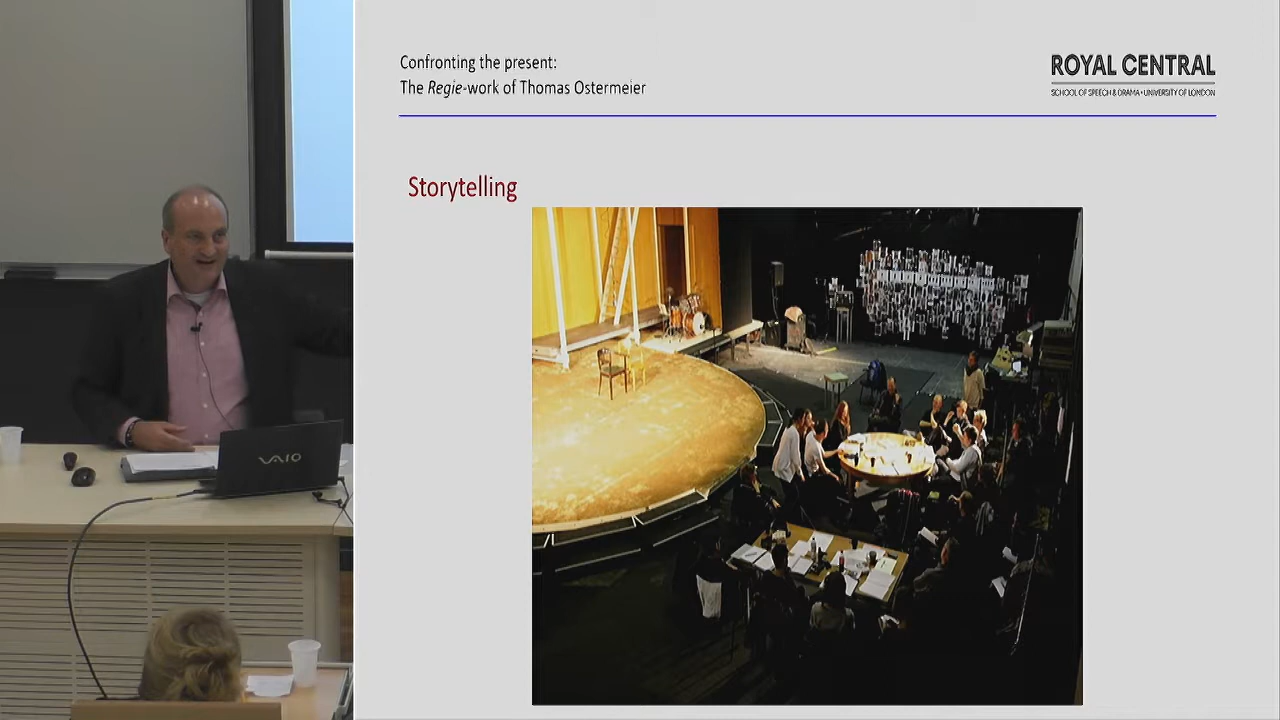 Confronting the present:
The Regie-work of Thomas Ostermeier
ROYAL CENTRAL
SCHOOL OF SPEECH & DRAMA • UNIVERSITY OF LONDON
Storytelling
VAIO